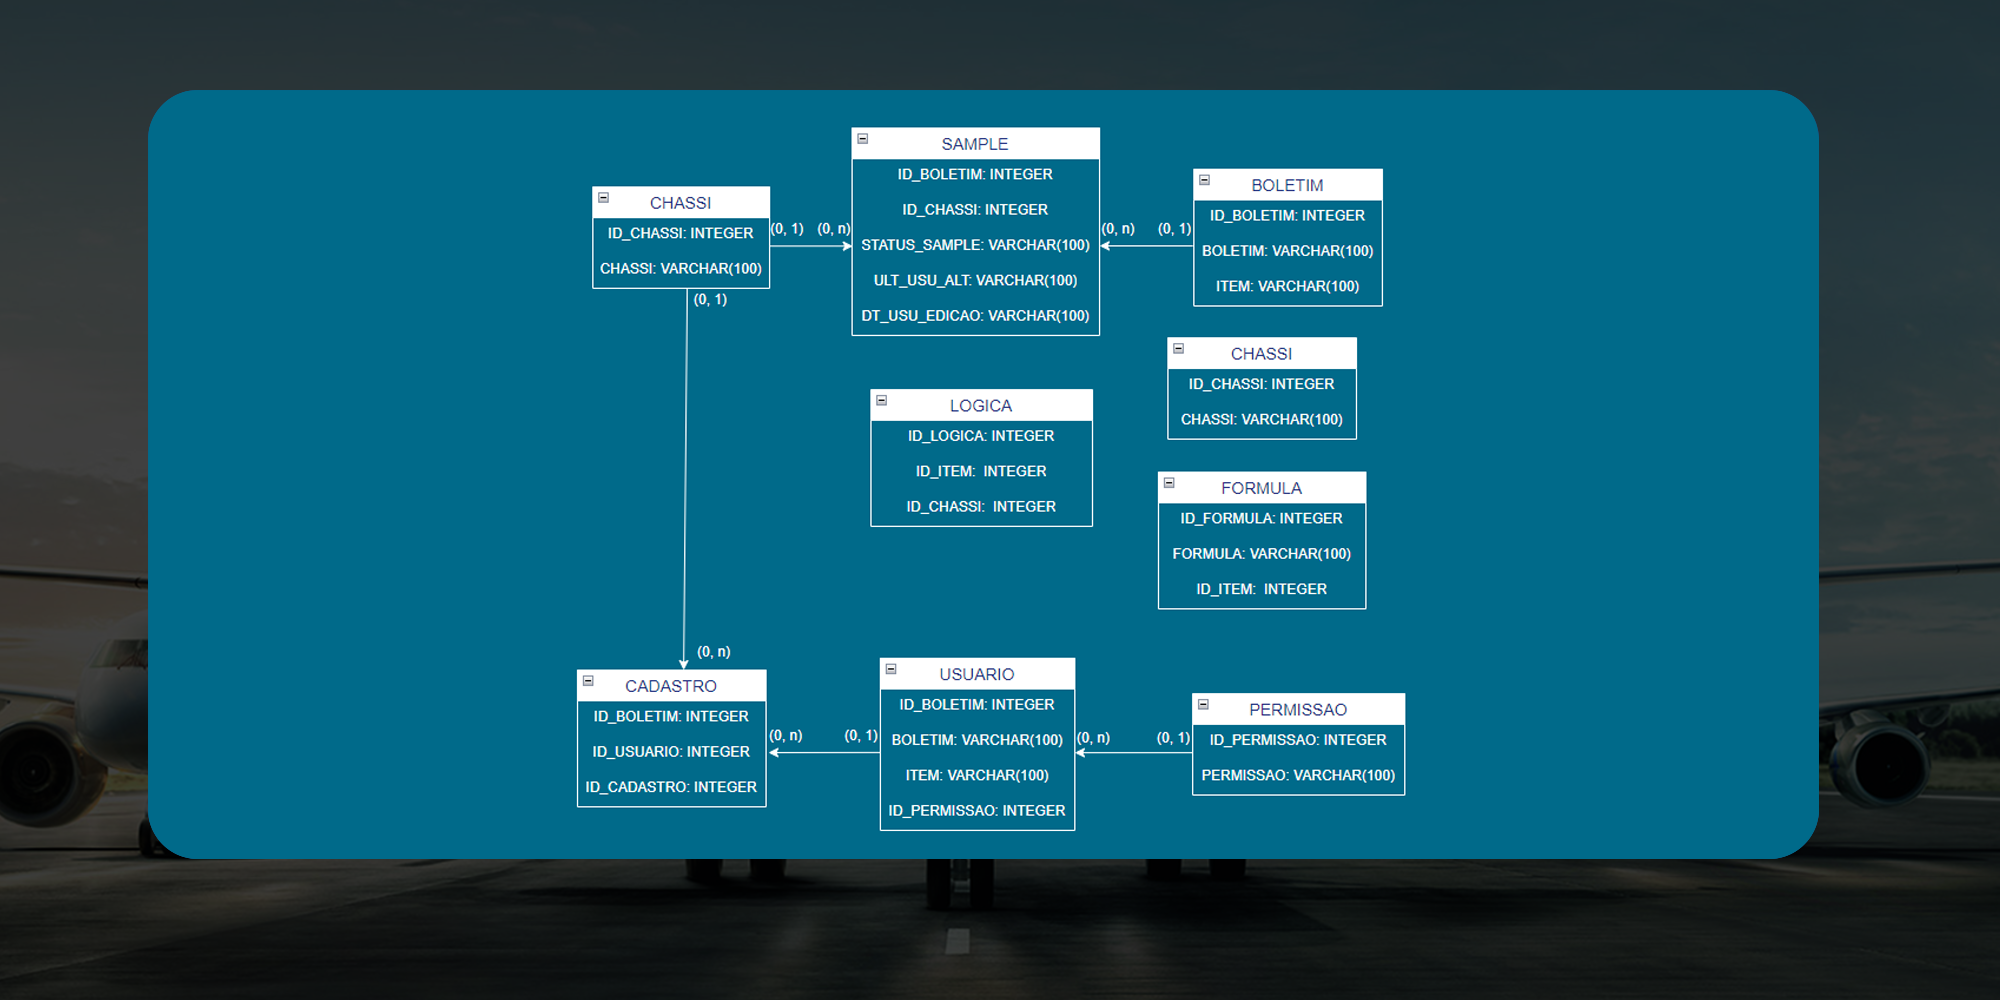 SAMPLE
ID_BOLETIM: INTEGER
ID_CHASSI: INTEGER
STATUS_SAMPLE: VARCHAR(100)
ULT_USU_ALT: VARCHAR(100)
DT_USU_EDICAO: VARCHAR(100)
CHASSI
ID_CHASSI: INTEGER
CHASSI: VARCHAR(100)
(0, 1)
(0, n)
(0, n)
(0, 1)
BOLETIM
ID_BOLETIM: INTEGER
BOLETIM: VARCHAR(100)
ITEM: VARCHAR(100)
(0, 1)
CHASSI
ID_CHASSI: INTEGER
CHASSI: VARCHAR(100)
LOGICA
ID_LOGICA: INTEGER
ID_ITEM: INTEGER
ID_CHASSI: INTEGER
FORMULA
ID_FORMULA: INTEGER
FORMULA: VARCHAR(100)
ID_ITEM: INTEGER
(0, n)
CADASTRO
ID_BOLETIM: INTEGER
ID_USUARIO: INTEGER
ID_CADASTRO: INTEGER
(0, n)
(0, 1)
USUARIO
ID_BOLETIM: INTEGER
BOLETIM: VARCHAR(100)
ITEM: VARCHAR(100)
ID_PERMISSAO: INTEGER
(0, n)
(0, 1)
PERMISSAO
ID_PERMISSAO: INTEGER
PERMISSAO: VARCHAR(100)